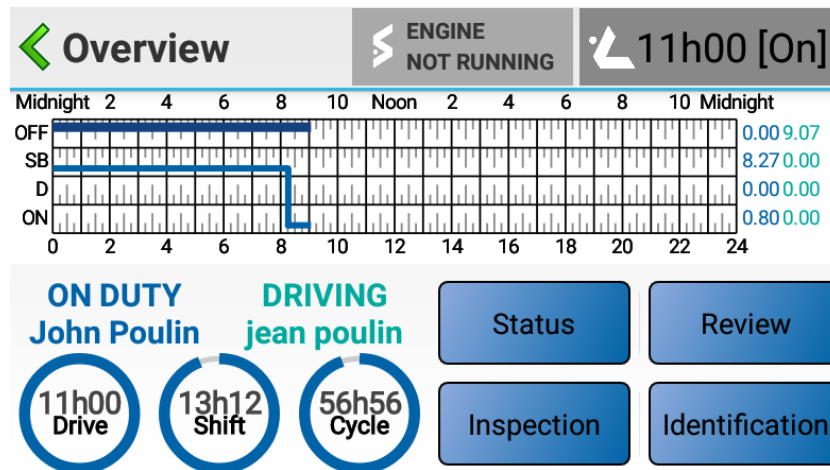 Overview
ENGINE
NOT RUNNING
11h00 [On]
Midnight 2 4 6 8 10 Noon 2 4 6 8 10 Midnight
OFF 0.00 9.07
SB 8.27 0.00
D 0.00 0.00
ON 0.80 0.00
0 2 4 6 8 10 12 14 16 18 20 22 24
ON DUTY DRIVING
John Poulin jean poulin
Status Review
11h00 13h12 56h56
Drive Shift Cycle
Inspection Identification